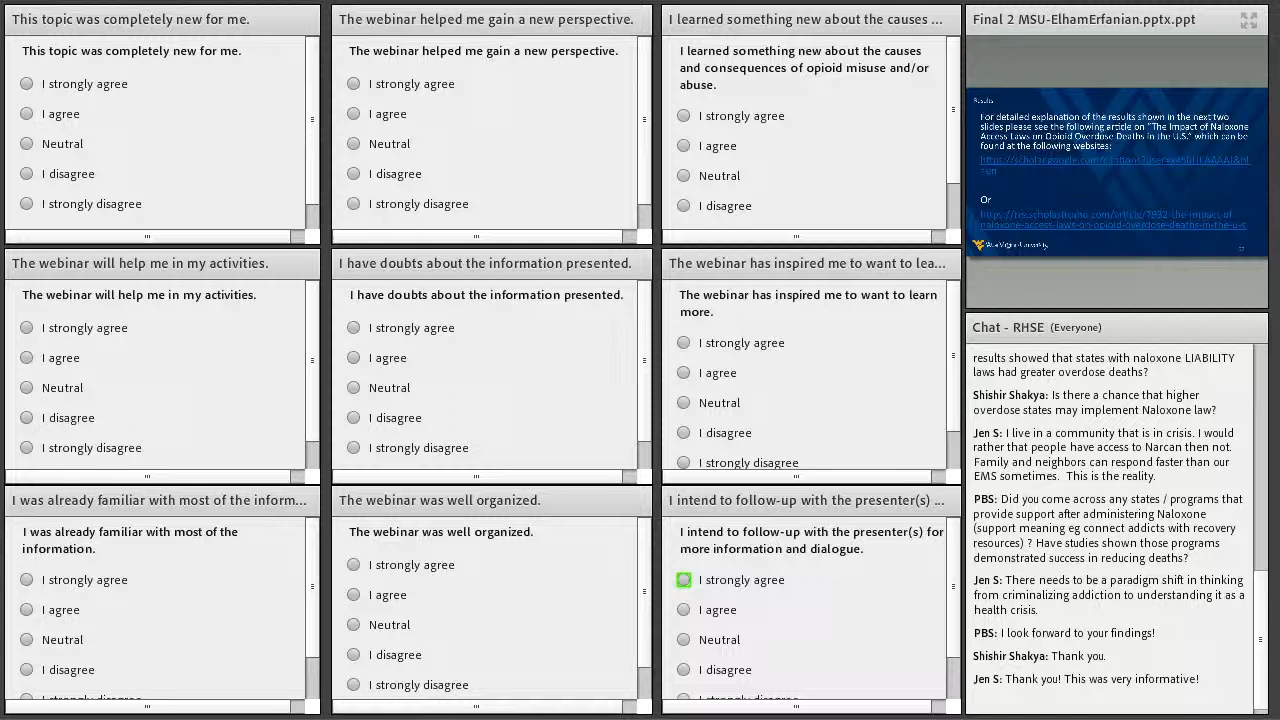 This topic was completely new for me.
This topic was completely new for me.
I strongly agree
I agree
Neutral
I disagree
I strongly disagree
The webinar helped me gain a new perspective.
The webinar helped me gain a new perspective.
I strongly agree
I agree
Neutral
I disagree
I strongly disagree
I learned something new about the causes ...
I learned something new about the causes
and consequences of opioid misuse and/or
abuse.
I strongly agree
I agree
Neutral
I disagree
The webinar will help me in my activities.
The webinar will help me in my activities.
I strongly agree
I agree
Neutral
I disagree
I strongly disagree
I have doubts about the information presented.
I have doubts about the information presented.
I strongly agree
I agree
Neutral
I disagree
I strongly disagree
The webinar has inspired me to want to lea...
The webinar has inspired me to want to learn
more.
I strongly agree
I agree
Neutral
I disagree
I strongly disagree
I was already familiar with most of the inform...
I was already familiar with most of the
information.
I strongly agree
I agree
Neutral
I disagree
I strongly disagree
The webinar was well organized.
The webinar was well organized.
I strongly agree
I agree
Neutral
I disagree
I strongly disagree
I intend to follow-up with the presenter(s) ...
I intend to follow-up with the presenter(s) for
more information and dialogue.
I strongly agree
I agree
Neutral
I disagree
I strongly disagree
Final 2 MSU-ElhamErfanian.pptx.ppt
Results
For detailed explanation of the results shown in the next two
slides please see the following article on "The Impact of Naloxone
Access Laws on Opioid Overdose Deaths in the U.S." which can be
found at the following websites:
Or
West Virginia University
Chat - RHSE (Everyone)
results showed that states with naloxone LIABILITY
laws had greater overdose deaths?
Shishir Shakya: Is there a chance that higher
overdose states may implement Naloxone law?
Jen S: I live in a community that is in crisis. I would
rather that people have access to Narcan then not.
Family and neighbors can respond faster than our
EMS sometimes. This is the reality.
PBS: Did you come across any states / programs that
provide support after administering Naloxone
(support meaning eg connect addicts with recovery
resources) ? Have studies shown those programs
demonstrated success in reducing deaths?
Jen S: There needs to be a paradigm shift in thinking
from criminalizing addiction to understanding it as a
health crisis.
PBS: I look forward to your findings!
Shishir Shakya: Thank you.
Jen S: Thank you! This was very informative!